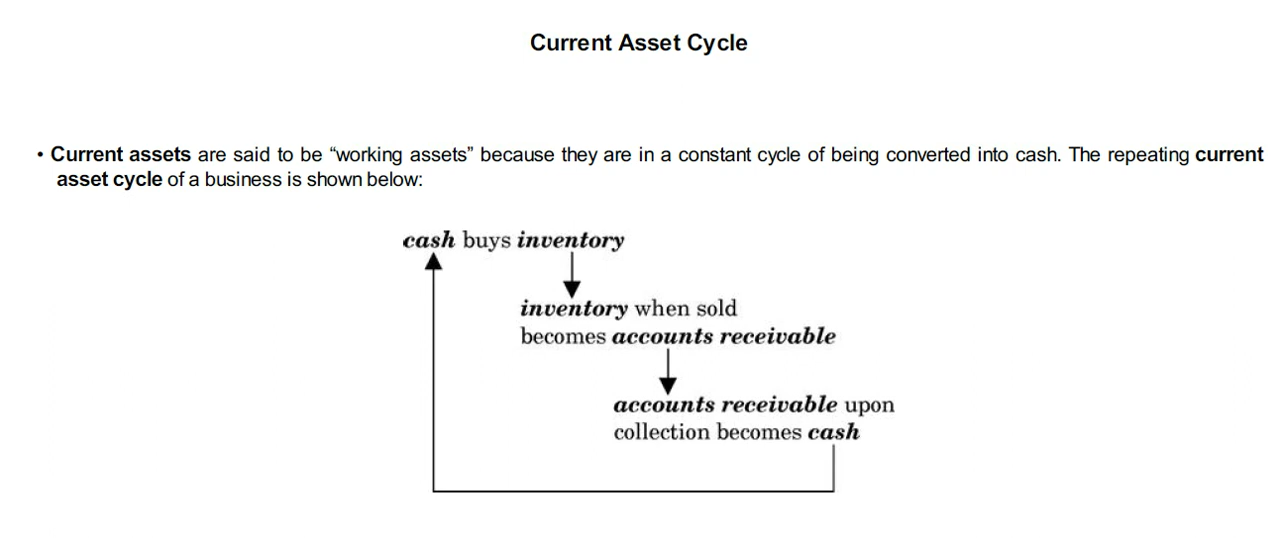 Current Asset Cycle
• Current assets are said to be “working assets” because they are in a constant cycle of being converted into cash. The repeating current
asset cycle of a business is shown below:
cash buys inventory
inventory when sold
becomes accounts receivable
accounts receivable upon
collection becomes cash